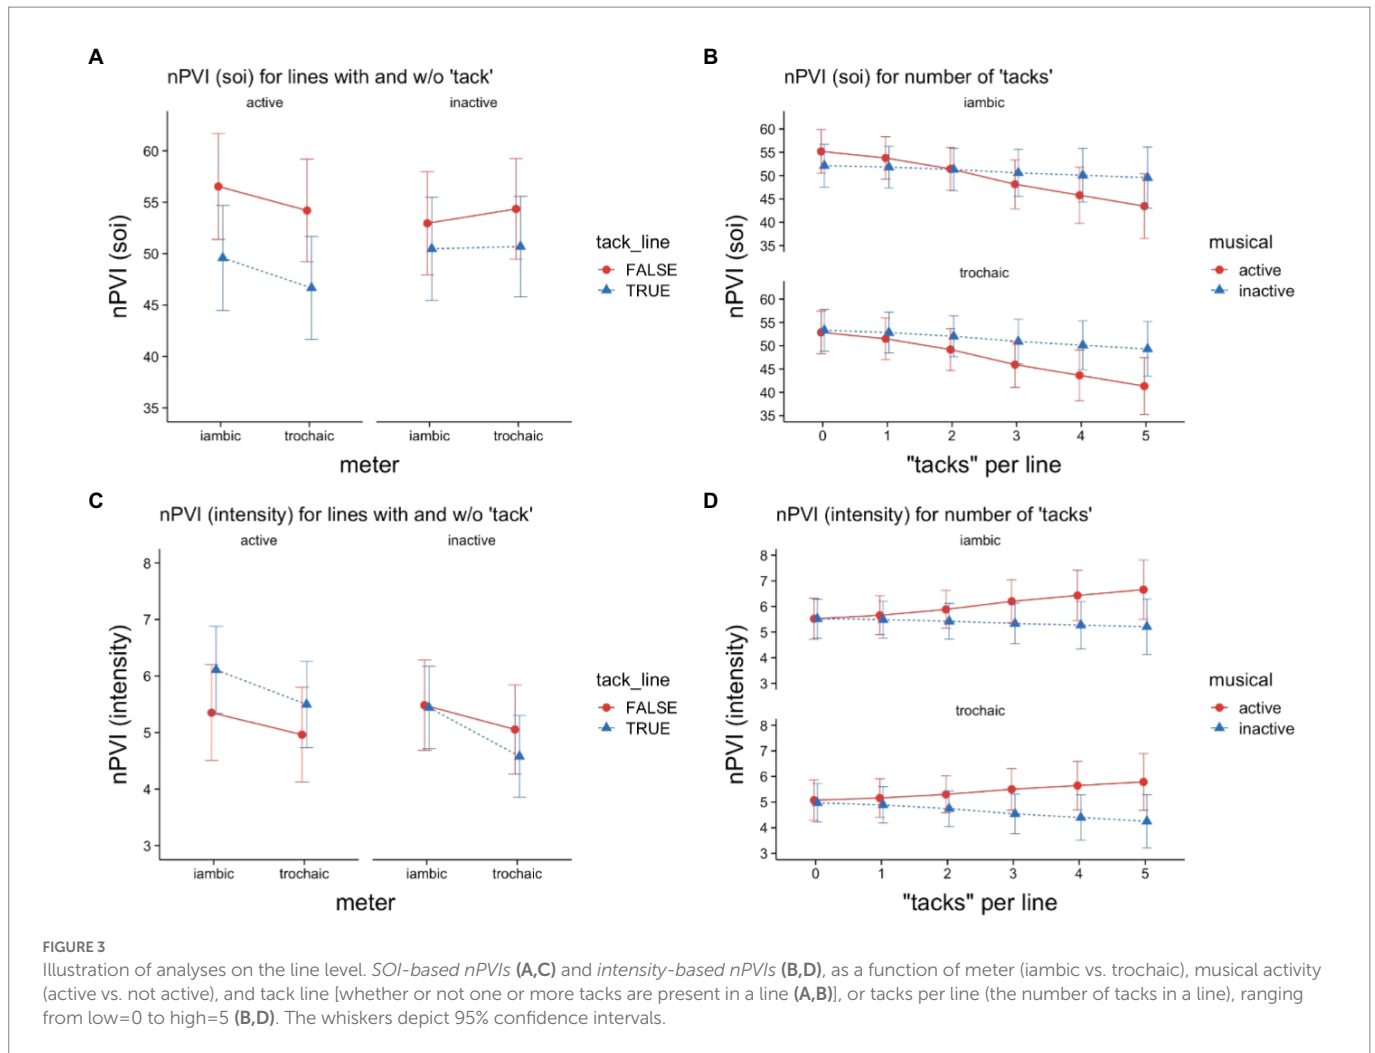 A
nPVI (soi) for lines with and w/o 'tack'
active
inactive
nPVI (soi)
60
55
50
45
40
35
iambic
trochaic
iambic
trochaic
meter
tack_line
FALSE
TRUE
B
nPVI (soi) for number of 'tacks'
iambic
nPVI (soi)
60
55
50
45
40
35
trochaic
60
55
50
45
40
35
0
1
2
3
4
5
"tacks" per line
musical
active
inactive
C
nPVI (intensity) for lines with and w/o 'tack'
active
inactive
nPVI (intensity)
8
7
6
5
4
3
iambic
trochaic
iambic
trochaic
meter
tack_line
FALSE
TRUE
D
nPVI (intensity) for number of 'tacks'
iambic
nPVI (intensity)
8
7
6
5
4
3
trochaic
8
7
6
5
4
3
0
1
2
3
4
5
"tacks" per line
musical
active
inactive
FIGURE 3
Illustration of analyses on the line level. SOI-based nPVIs (A,C) and intensity-based nPVIs (B,D), as a function of meter (iambic vs. trochaic), musical activity
(active vs. not active), and tack line [whether or not one or more tacks are present in a line (A,B)], or tacks per line (the number of tacks in a line), ranging
from low=0 to high=5 (B,D). The whiskers depict 95% confidence intervals.